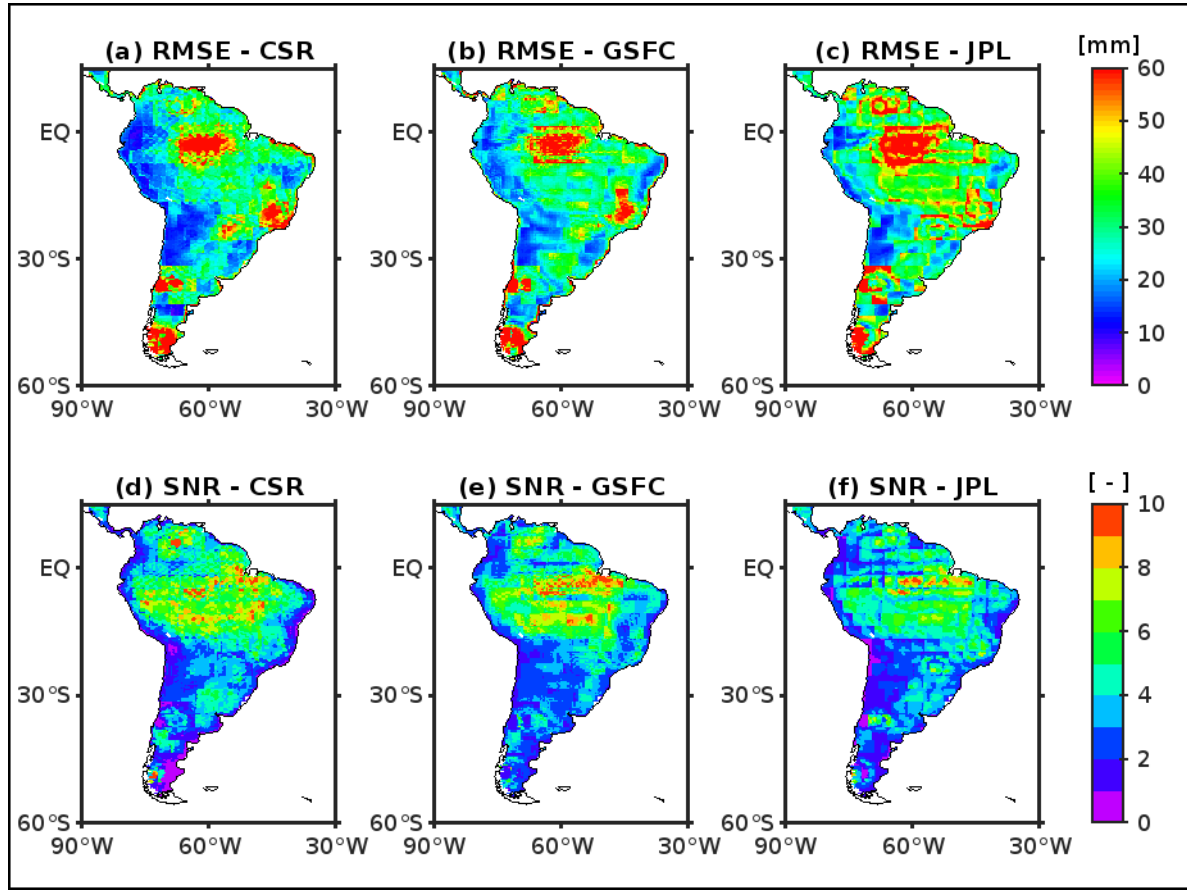 (a) RMSE - CSR (b) RMSE - GSFC (c) RMSE - JPL [mm]
60
EQ EQ EQ 50
40
30
30°S 30°S 30°S 20
10
60°S 60°S 60°S 0
90°W 60°W 30°W 90°W 60°W 30°W 90°W 60°W 30°W
(d) SNR - CSR (e) SNR - GSFC (f) SNR - JPL [ - ]
10
EQ EQ EQ 8
6
30°S 30°S 30°S 4
2
60°S 60°S 60°S 0
90°W 60°W 30°W 90°W 60°W 30°W 90°W 60°W 30°W